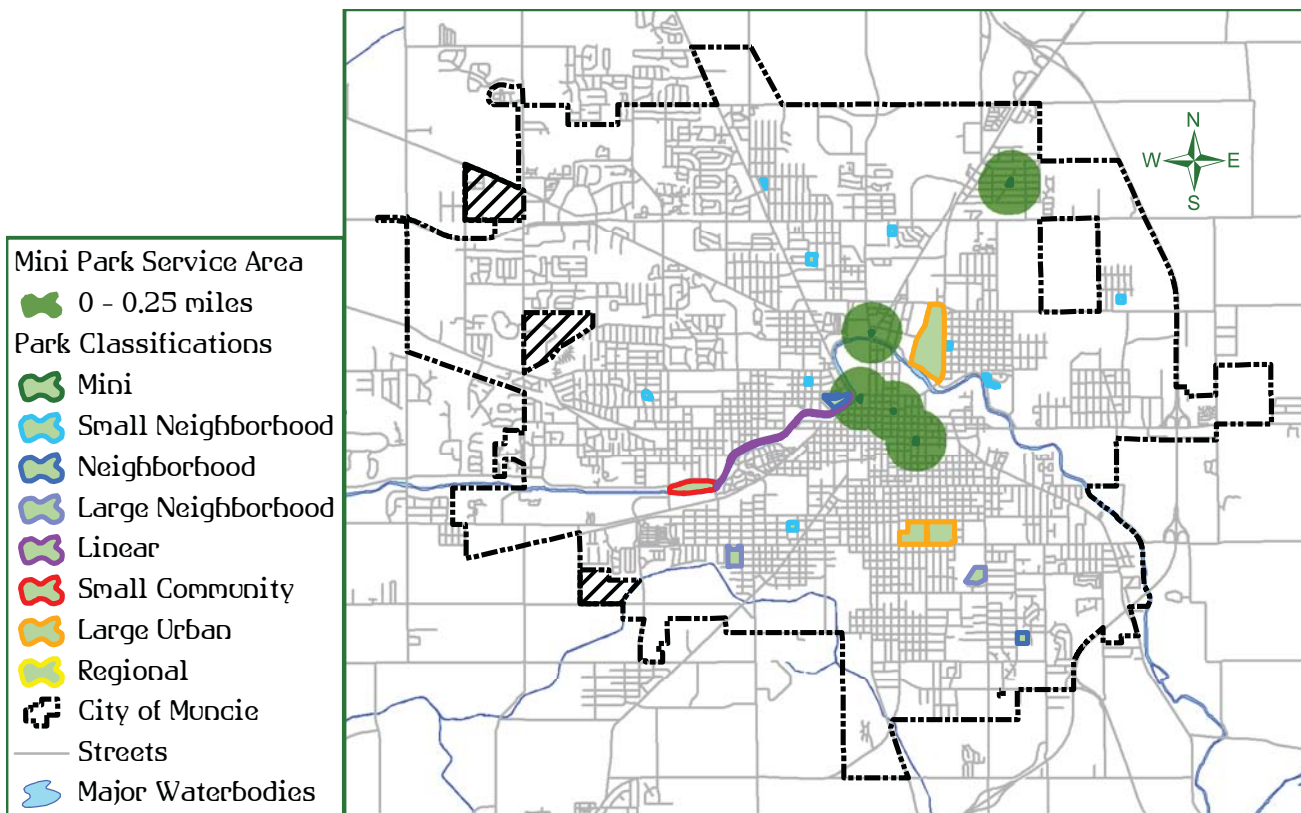 N
W E
S
Mini Park Service Area
0 - 0.25 miles
Park Classifications
Mini
Small Neighborhood
Neighborhood
Large Neighborhood
Linear
Small Community
Large Urban
Regional
City of Muncie
Streets
Major Waterbodies